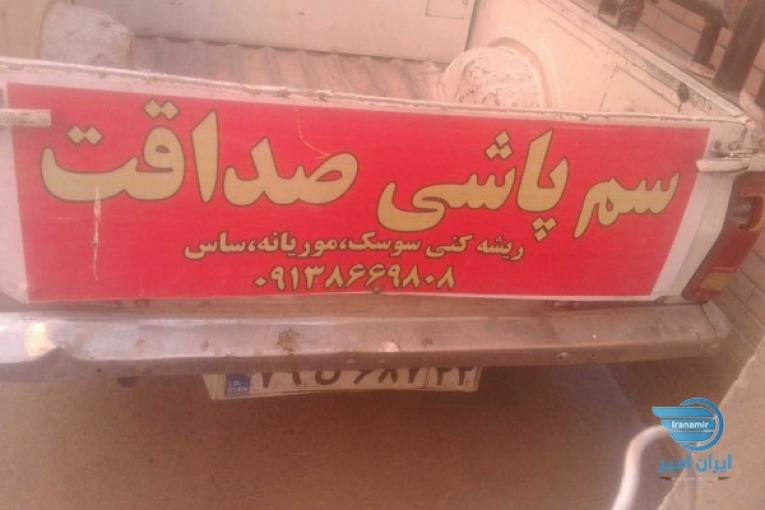 سم پاشی صداقت
ریشه کنی سوسک،موریانه،ساس
۰۹۱۳۸۶۶۹۸۰۸
Iranamir
ایران امیر